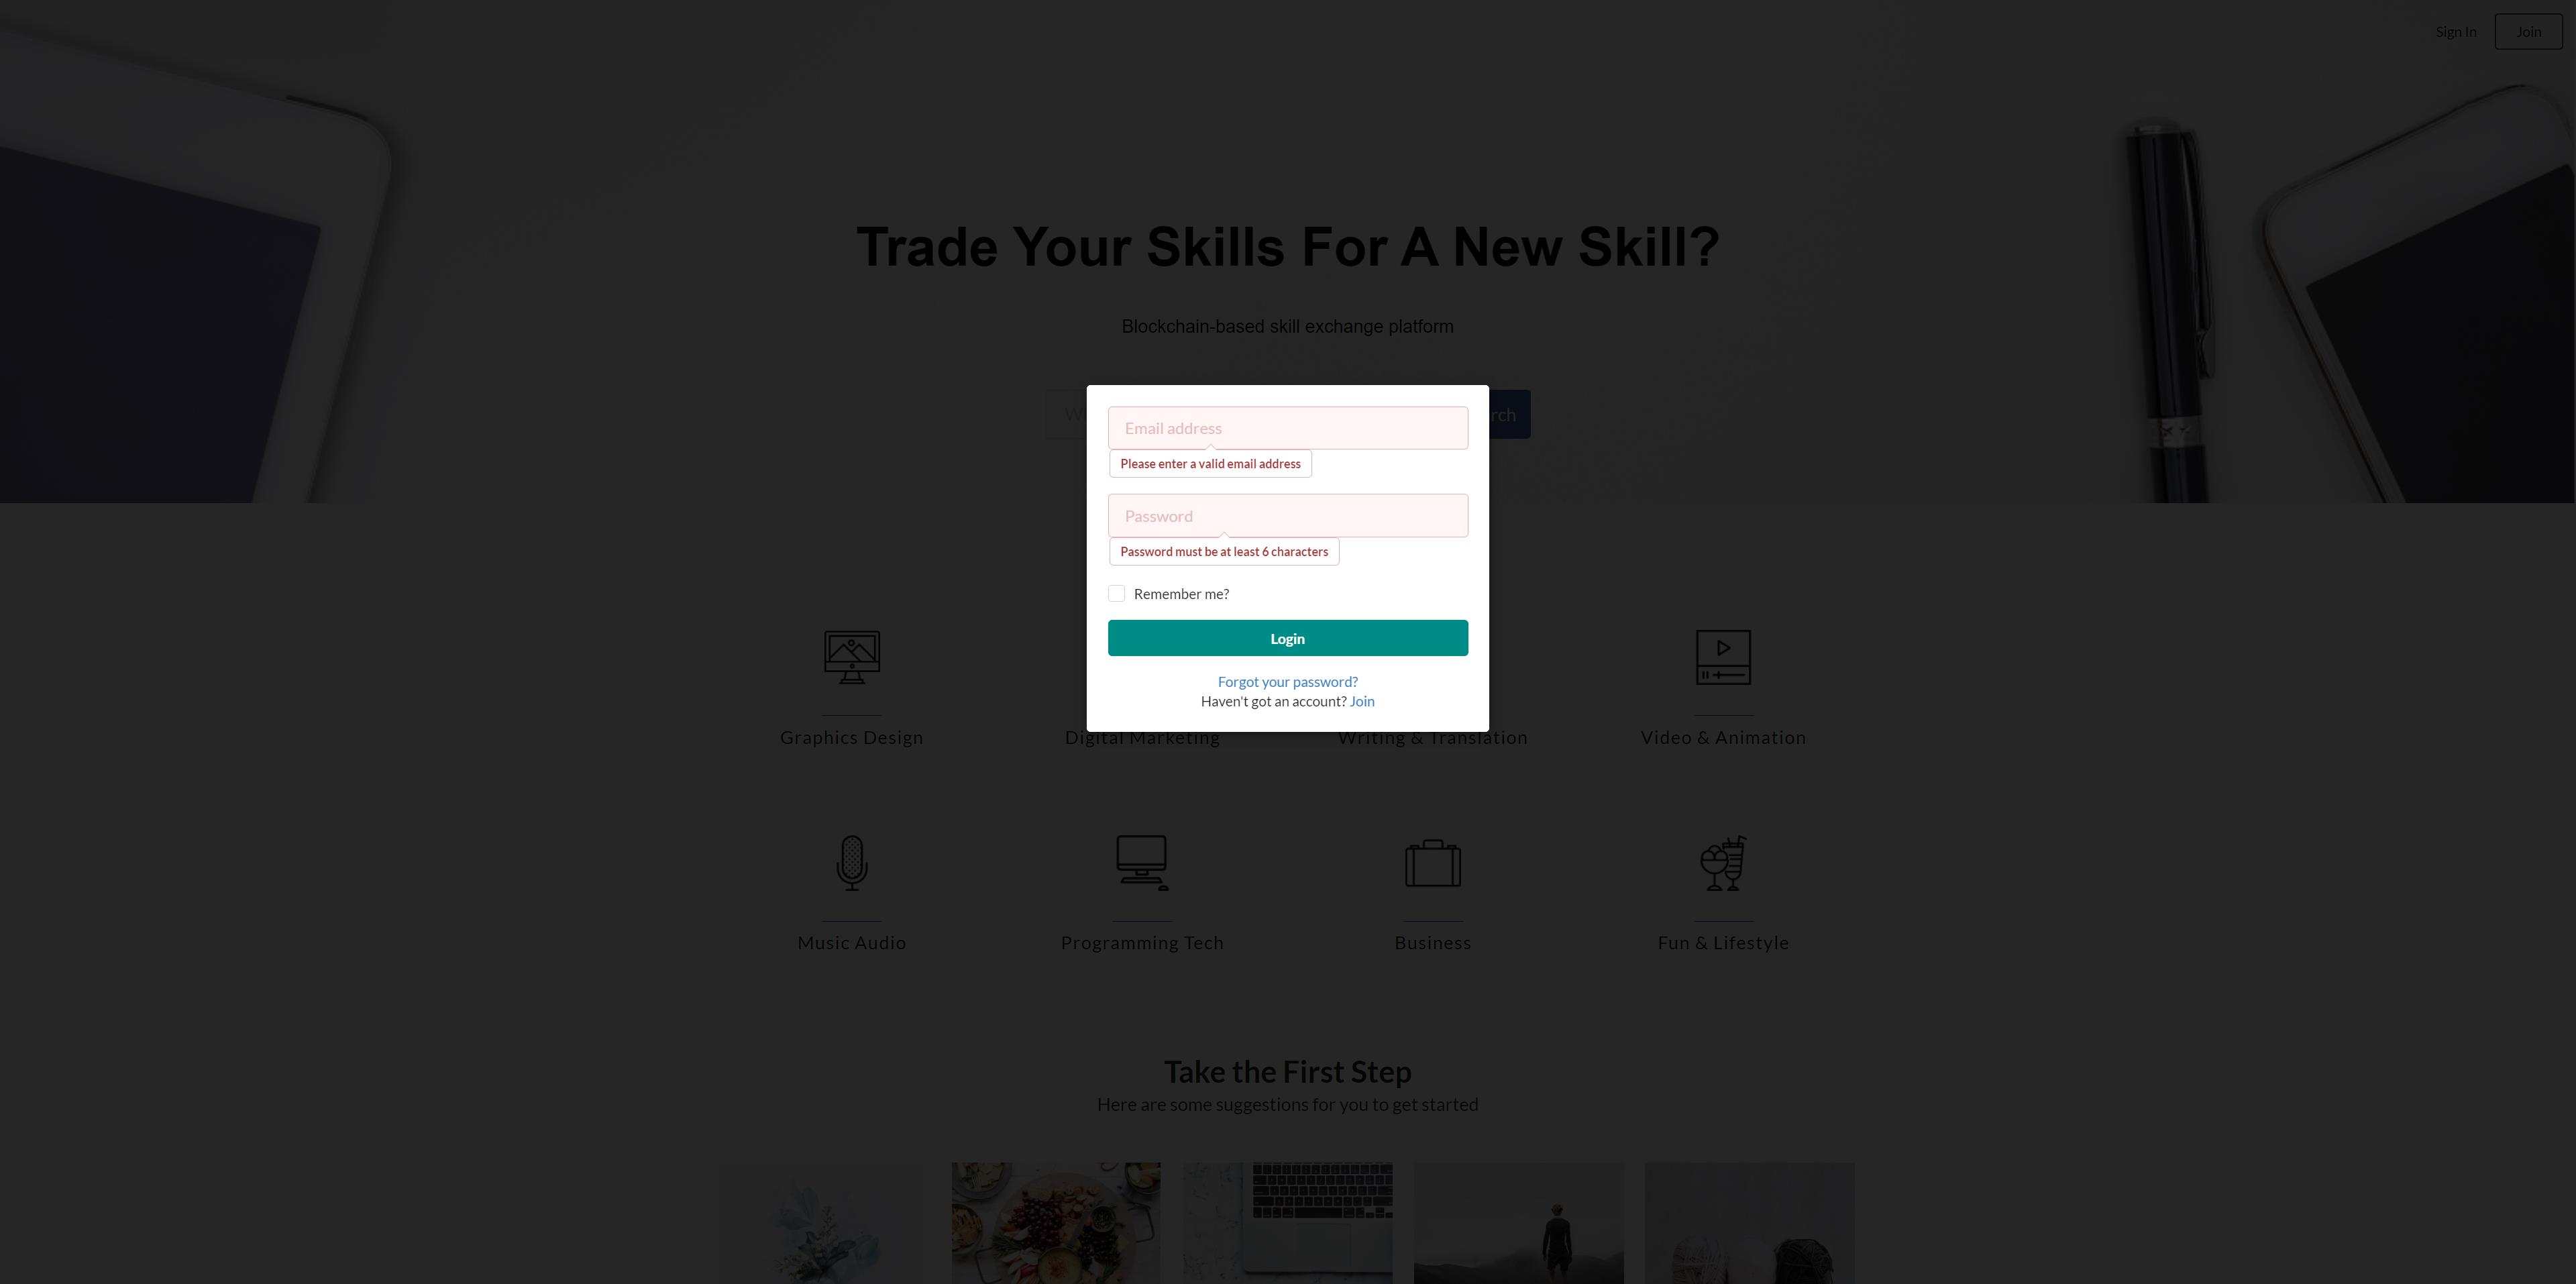 Sign In
Join
Trade Your Skills For A New Skill?
Blockchain-based skill exchange platform
Email address
Please enter a valid email address
Password
Password must be at least 6 characters
Remember me?
Login
Forgot your password?
Haven't got an account? Join
Graphics Design
Digital Marketing
Writing & Translation
Video & Animation
Music Audio
Programming Tech
Business
Fun & Lifestyle
Take the First Step
Here are some suggestions for you to get started